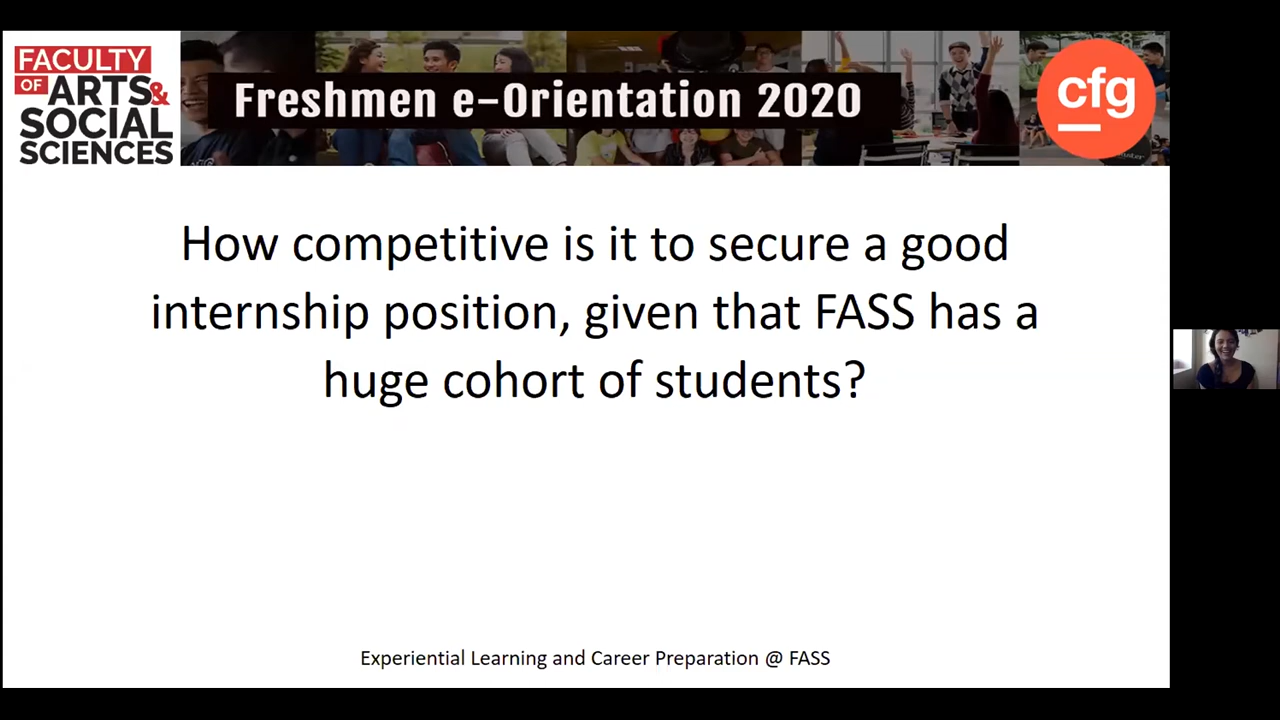 FACULTY
OF ARTS&
SOCIAL
SCIENCES
Freshmen e-Orientation 2020
cfg
How competitive is it to secure a good
internship position, given that FASS has a
huge cohort of students?
Experiential Learning and Career Preparation @ FASS